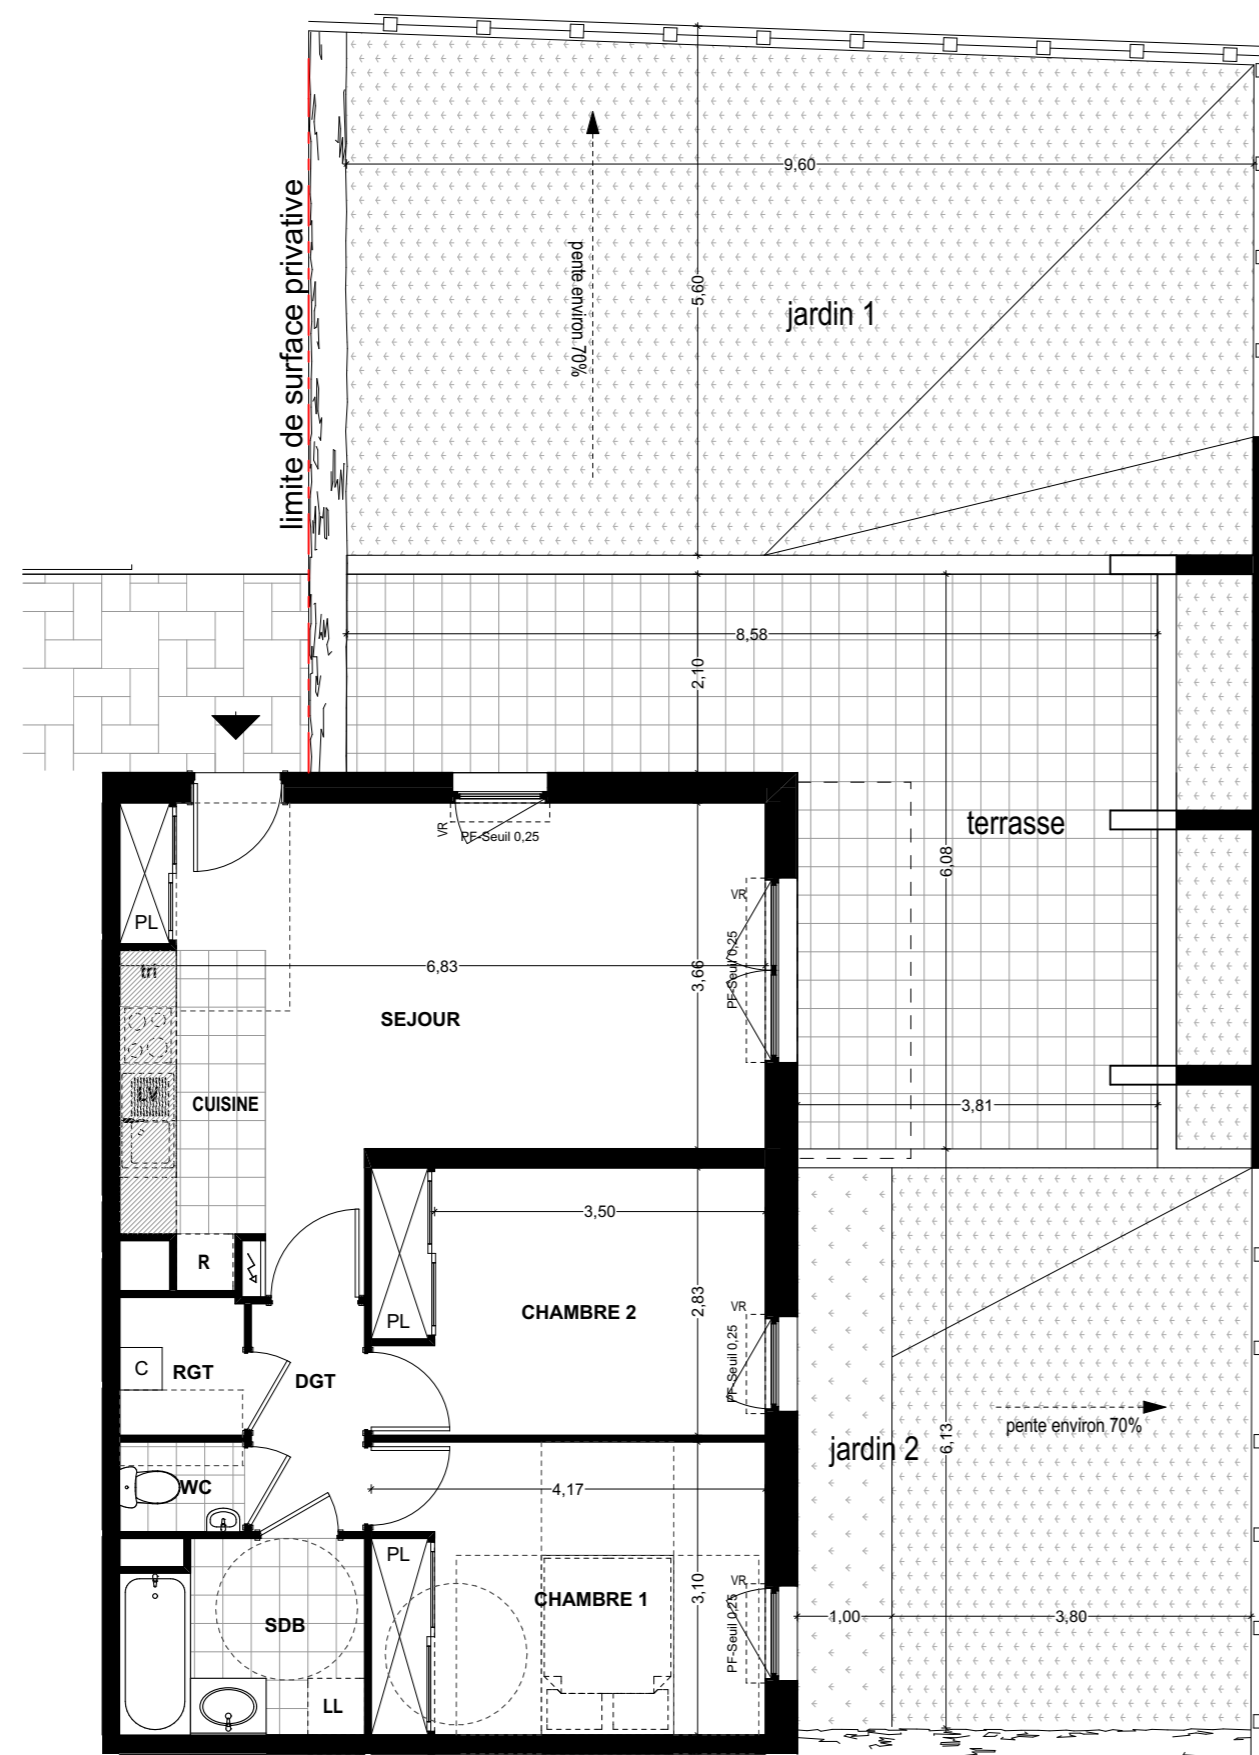 9,60
limite de surface privative
pente environ 70%
5,60
jardin 1
8,58
2,10
terrasse
6,08
VR
PF-Seuil 0,25
PL
VR
PF-Seuil 0,25
tri
6,83
3,66
SEJOUR
LV
CUISINE
3,81
3,50
R
CHAMBRE 2
2,83
VR
PF-Seuil 0,25
PL
C
RGT
DGT
pente environ 70%
jardin 2
6,13
WC
4,17
PL
CHAMBRE 1
3,10
VR
PF-Seuil 0,25
1,00
3,80
SDB
LL